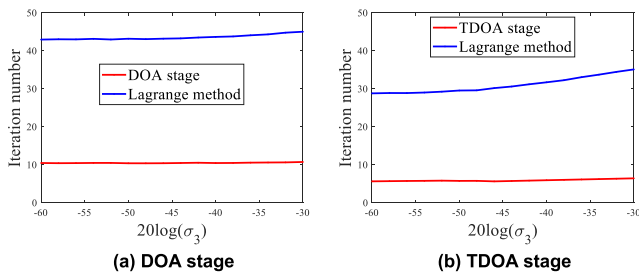 50
40
30
20
10
0
Iteration number
DOA stage
Lagrange method
-60 -55 -50 -45 -40 -35 -30
20log(σ₃)
(a) DOA stage
50
40
30
20
10
0
Iteration number
TDOA stage
Lagrange method
-60 -55 -50 -45 -40 -35 -30
20log(σ₃)
(b) TDOA stage